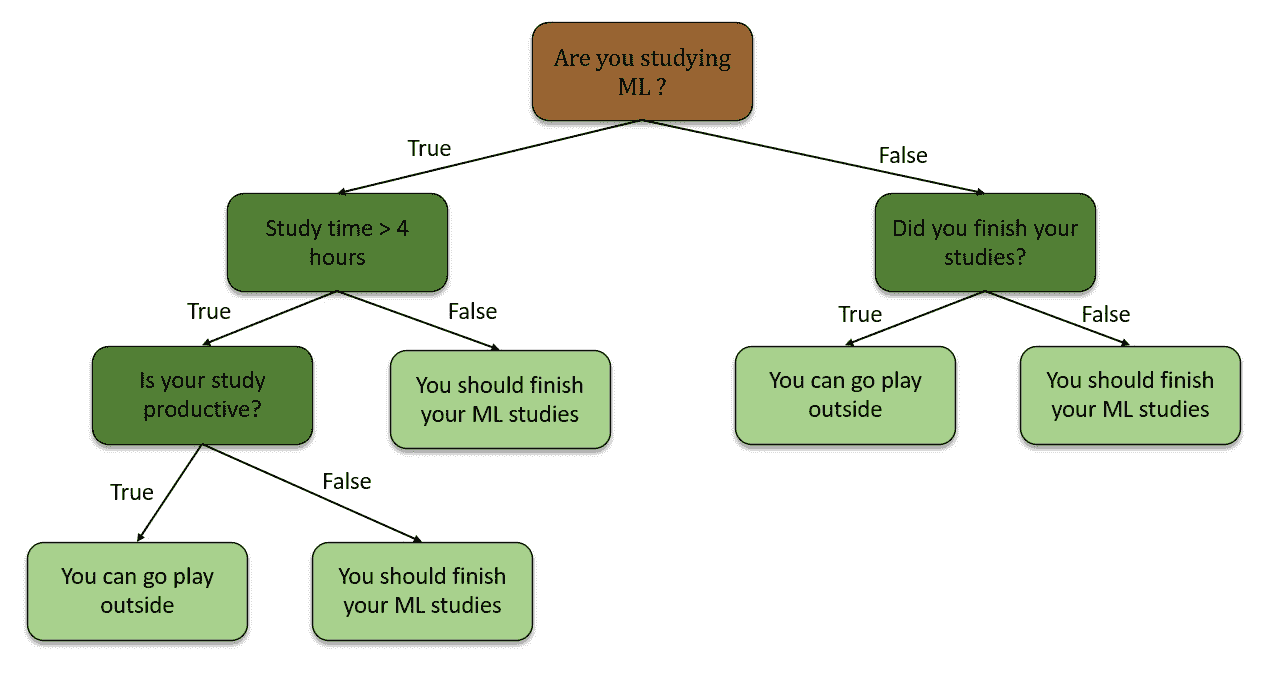 Are you studying
ML ?
True
False
Study time > 4
hours
Did you finish your
studies?
True
False
True
False
Is your study
productive?
You should finish
your ML studies
You can go play
outside
You should finish
your ML studies
True
False
You can go play
outside
You should finish
your ML studies